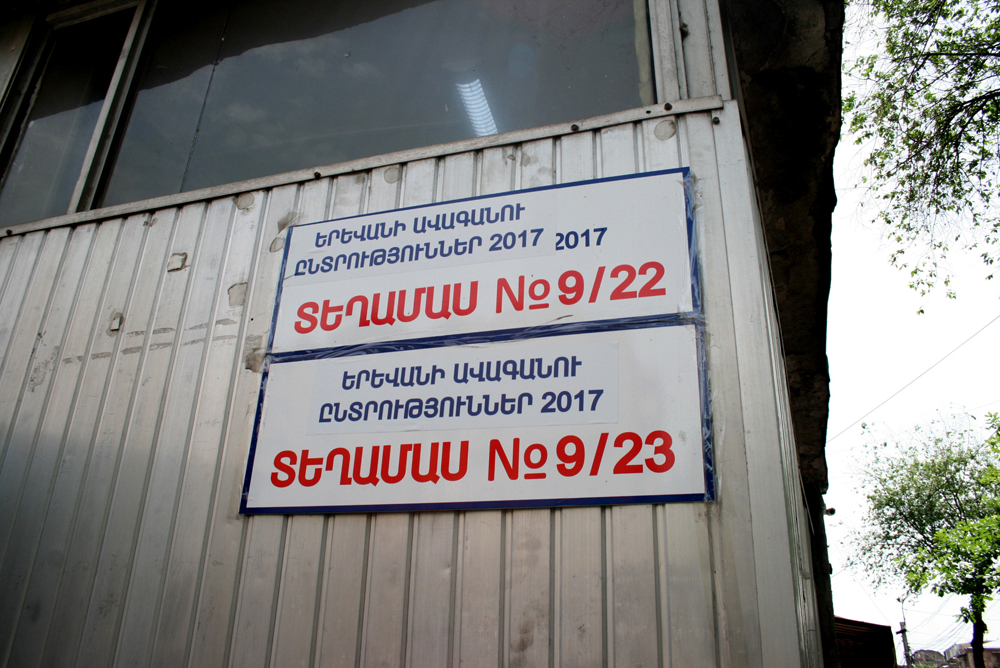 ԵՐԵՎԱՆԻ ԱՎԱԳԱՆՈՒ
ԸՆՏՐՈՒԹՅՈՒՆՆԵՐ 2017 2017
ՏԵՂԱՄԱՍ №9/22
ԵՐԵՎԱՆԻ ԱՎԱԳԱՆՈՒ
ԸՆՏՐՈՒԹՅՈՒՆՆԵՐ 2017
ՏԵՂԱՄԱՍ №9/23